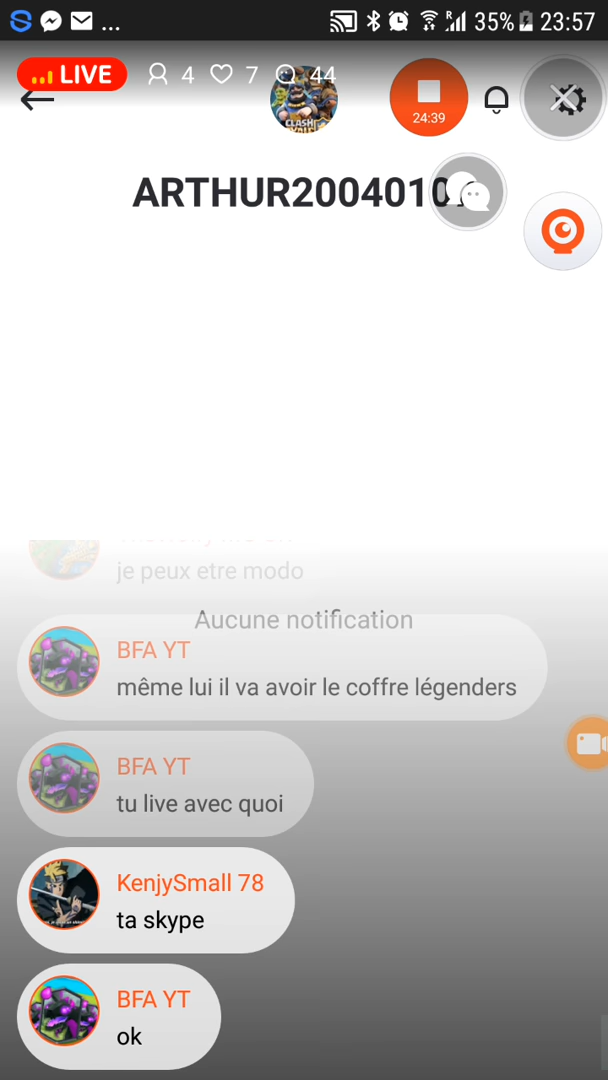 ... 35% 23:57
LIVE 4 7 44
CLASH
24:39
ARTHUR2004010
je peux etre modo
Aucune notification
BFA YT
même lui il va avoir le coffre légenders
BFA YT
tu live avec quoi
KenjySmall 78
ta skype
BFA YT
ok